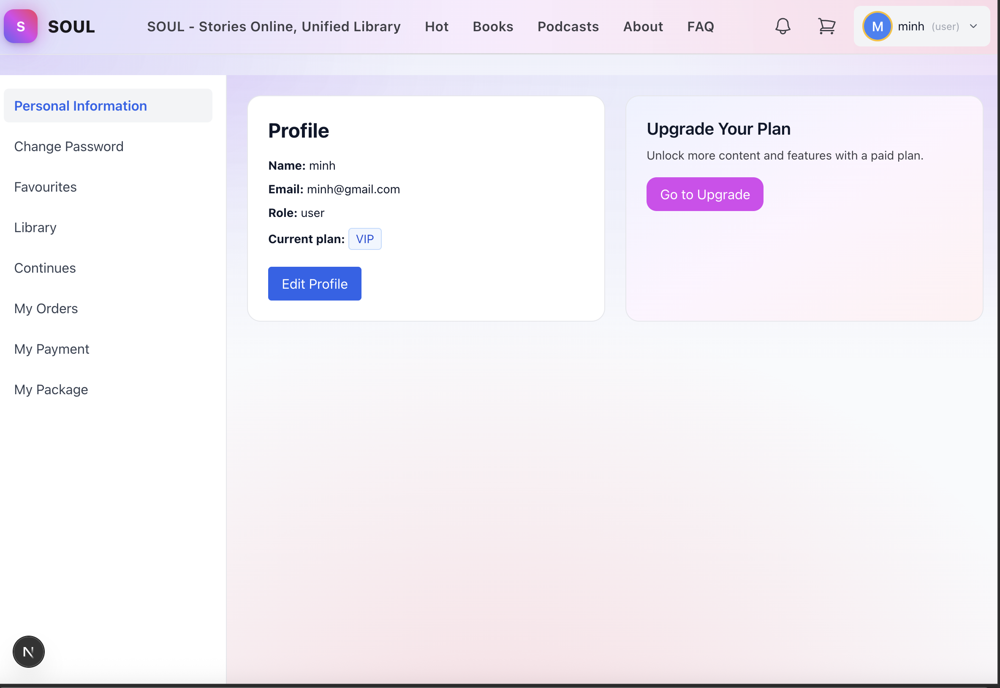 S SOUL SOUL - Stories Online, Unified Library Hot Books Podcasts About FAQ M minh (user)
Personal Information
Change Password
Favourites
Library
Continues
My Orders
My Payment
My Package
Profile
Name: minh
Email: minh@gmail.com
Role: user
Current plan: VIP
Edit Profile
Upgrade Your Plan
Unlock more content and features with a paid plan.
Go to Upgrade
N